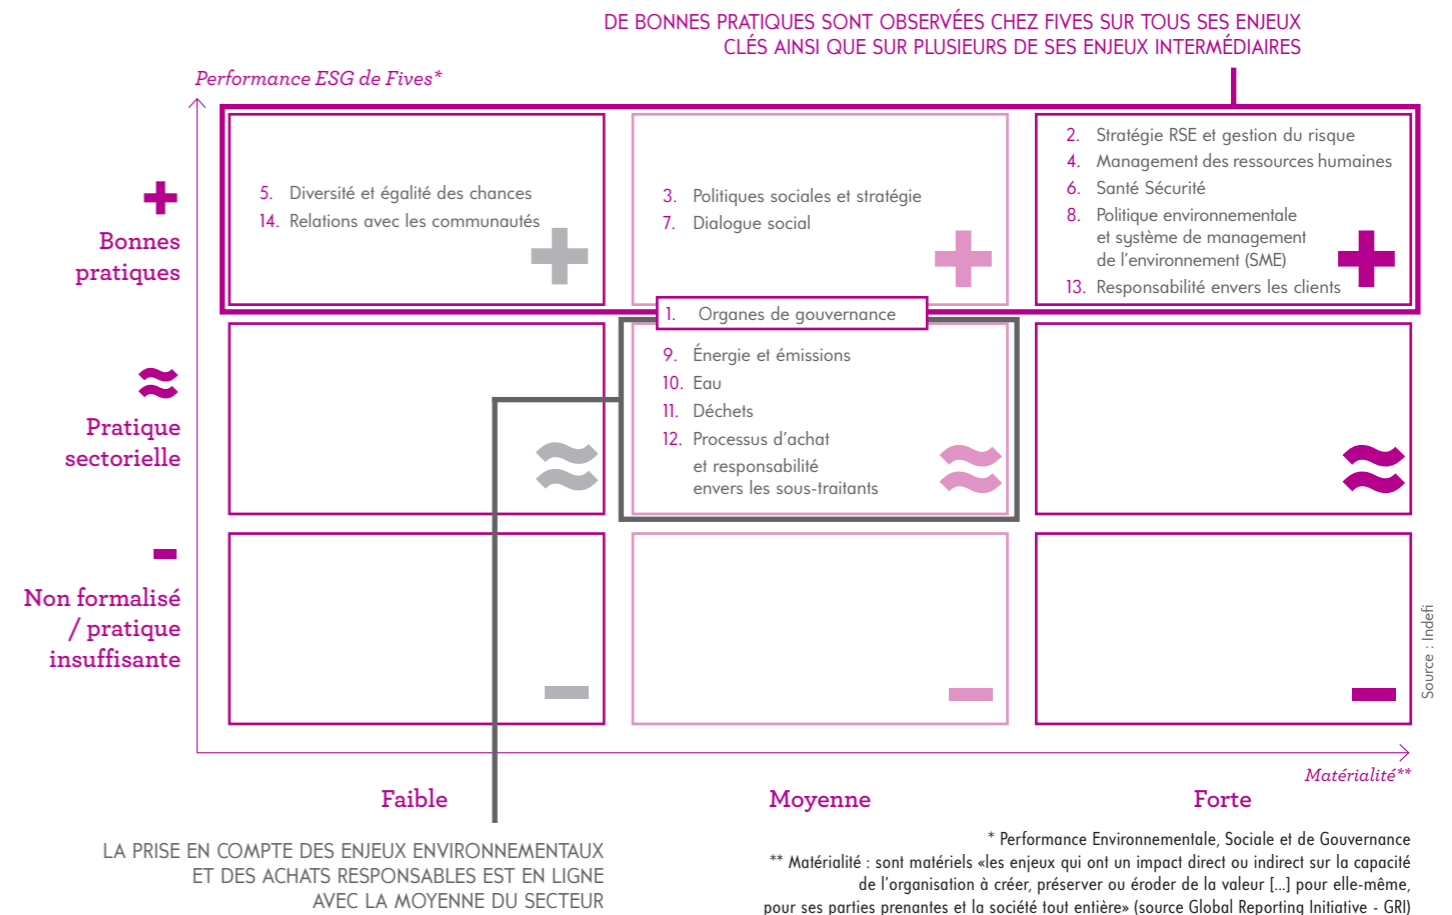 DE BONNES PRATIQUES SONT OBSERVÉES CHEZ FIVES SUR TOUS SES ENJEUX
CLÉS AINSI QUE SUR PLUSIEURS DE SES ENJEUX INTERMÉDIAIRES
Performance ESG de Fives*
+
Bonnes
pratiques
5. Diversité et égalité des chances
14. Relations avec les communautés
+
3. Politiques sociales et stratégie
7. Dialogue social
+
2. Stratégie RSE et gestion du risque
4. Management des ressources humaines
6. Santé Sécurité
8. Politique environnementale
et système de management
de l'environnement (SME)
13. Responsabilité envers les clients
+
1. Organes de gouvernance
≈
Pratique
sectorielle
≈
9. Énergie et émissions
10. Eau
11. Déchets
12. Processus d'achat
et responsabilité
envers les sous-traitants
≈
≈
-
Non formalisé
/ pratique
insuffisante
-
-
-
Source : Indefi
Matérialité**
Faible
Moyenne
Forte
LA PRISE EN COMPTE DES ENJEUX ENVIRONNEMENTAUX
ET DES ACHATS RESPONSABLES EST EN LIGNE
AVEC LA MOYENNE DU SECTEUR
* Performance Environnementale, Sociale et de Gouvernance
** Matérialité : sont matériels «les enjeux qui ont un impact direct ou indirect sur la capacité
de l'organisation à créer, préserver ou éroder de la valeur [...] pour elle-même,
pour ses parties prenantes et la société tout entière» (source Global Reporting Initiative - GRI)